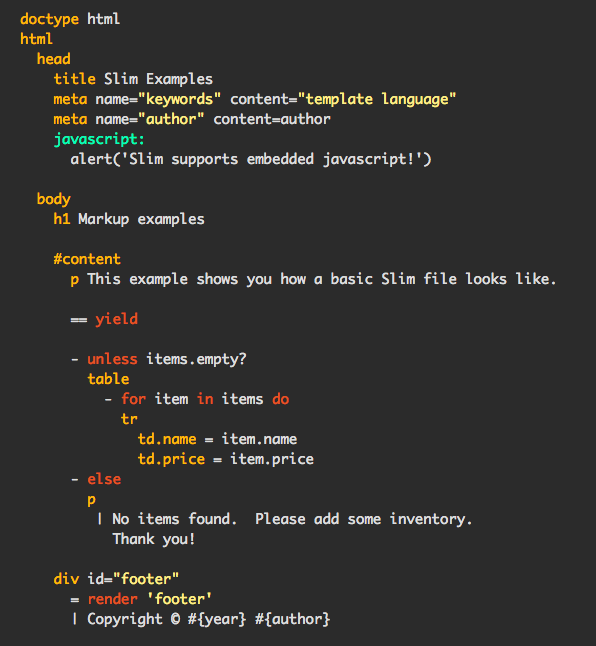 doctype html
html
  head
    title Slim Examples
    meta name="keywords" content="template language"
    meta name="author" content=author
    javascript:
      alert('Slim supports embedded javascript!')

  body
    h1 Markup examples

    #content
      p This example shows you how a basic Slim file looks like.

      == yield

      - unless items.empty?
        table
          - for item in items do
            tr
              td.name = item.name
              td.price = item.price
      - else
        p
         | No items found.  Please add some inventory.
           Thank you!

    div id="footer"
      = render 'footer'
      | Copyright © #{year} #{author}